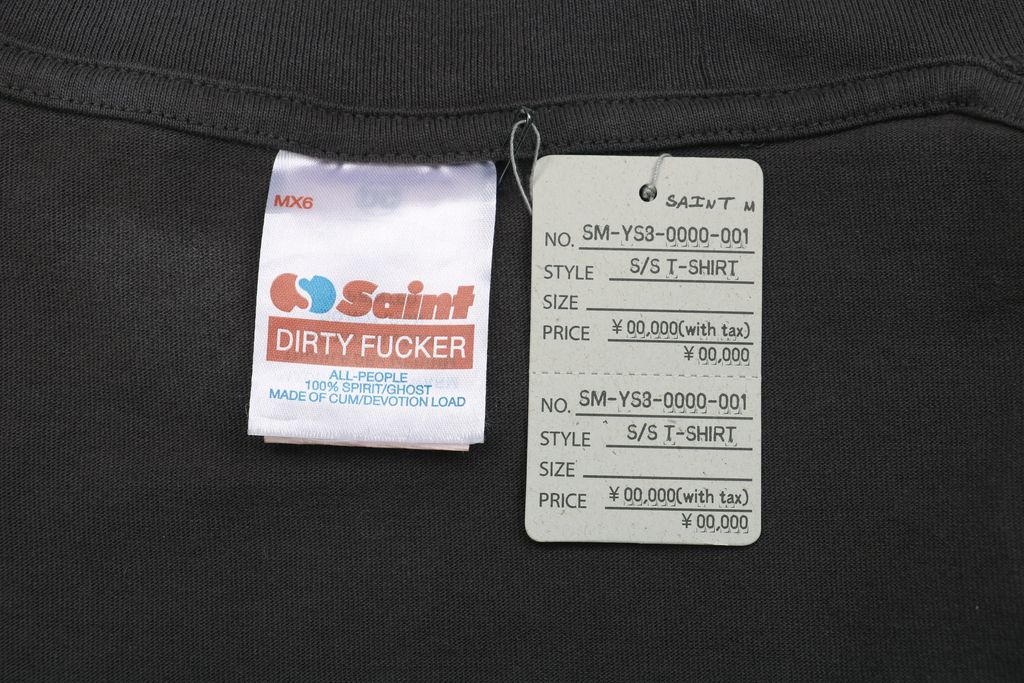 MX6
Saint
DIRTY FUCKER
ALL-PEOPLE
100% SPIRIT/GHOST
MADE OF CUM/DEVOTION LOAD
SAINT M
NO. SM-YS3-0000-001
STYLE S/S T-SHIRT
SIZE
PRICE ¥00,000(with tax)
¥00,000
NO. SM-YS3-0000-001
STYLE S/S T-SHIRT
SIZE
PRICE ¥00,000(with tax)
¥00,000